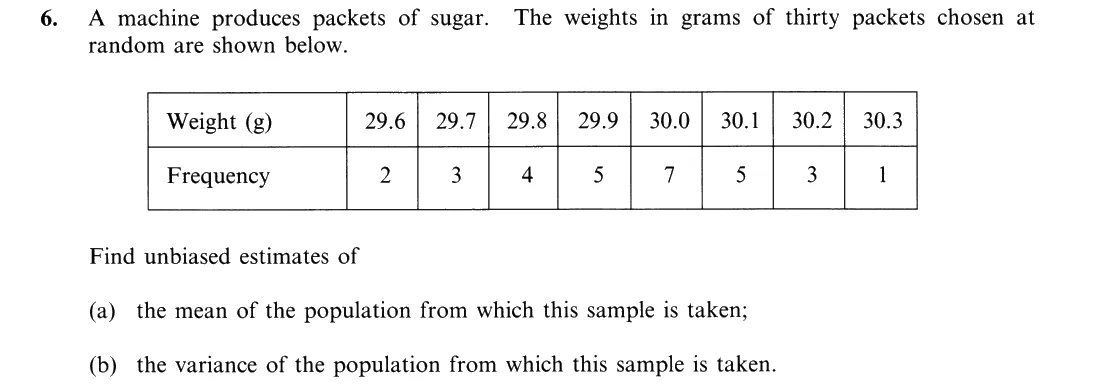 6. A machine produces packets of sugar. The weights in grams of thirty packets chosen at
random are shown below.
Weight (g) 29.6 29.7 29.8 29.9 30.0 30.1 30.2 30.3
Frequency 2 3 4 5 7 5 3 1
Find unbiased estimates of
(a) the mean of the population from which this sample is taken;
(b) the variance of the population from which this sample is taken.